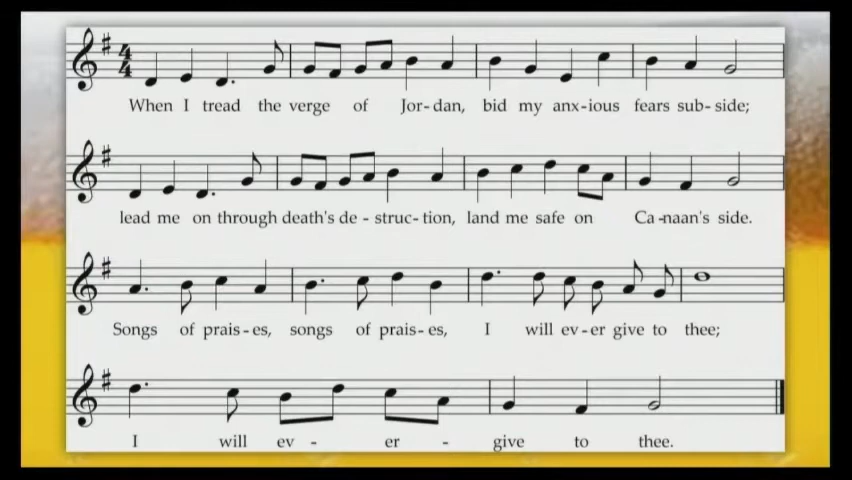 When I tread the verge of Jor-dan, bid my anx-ious fears sub-side;
lead me on through death's de-struc-tion, land me safe on Ca-naan's side.
Songs of prais-es, songs of prais-es, I will ev-er give to thee;
I will ev-er- give to thee.